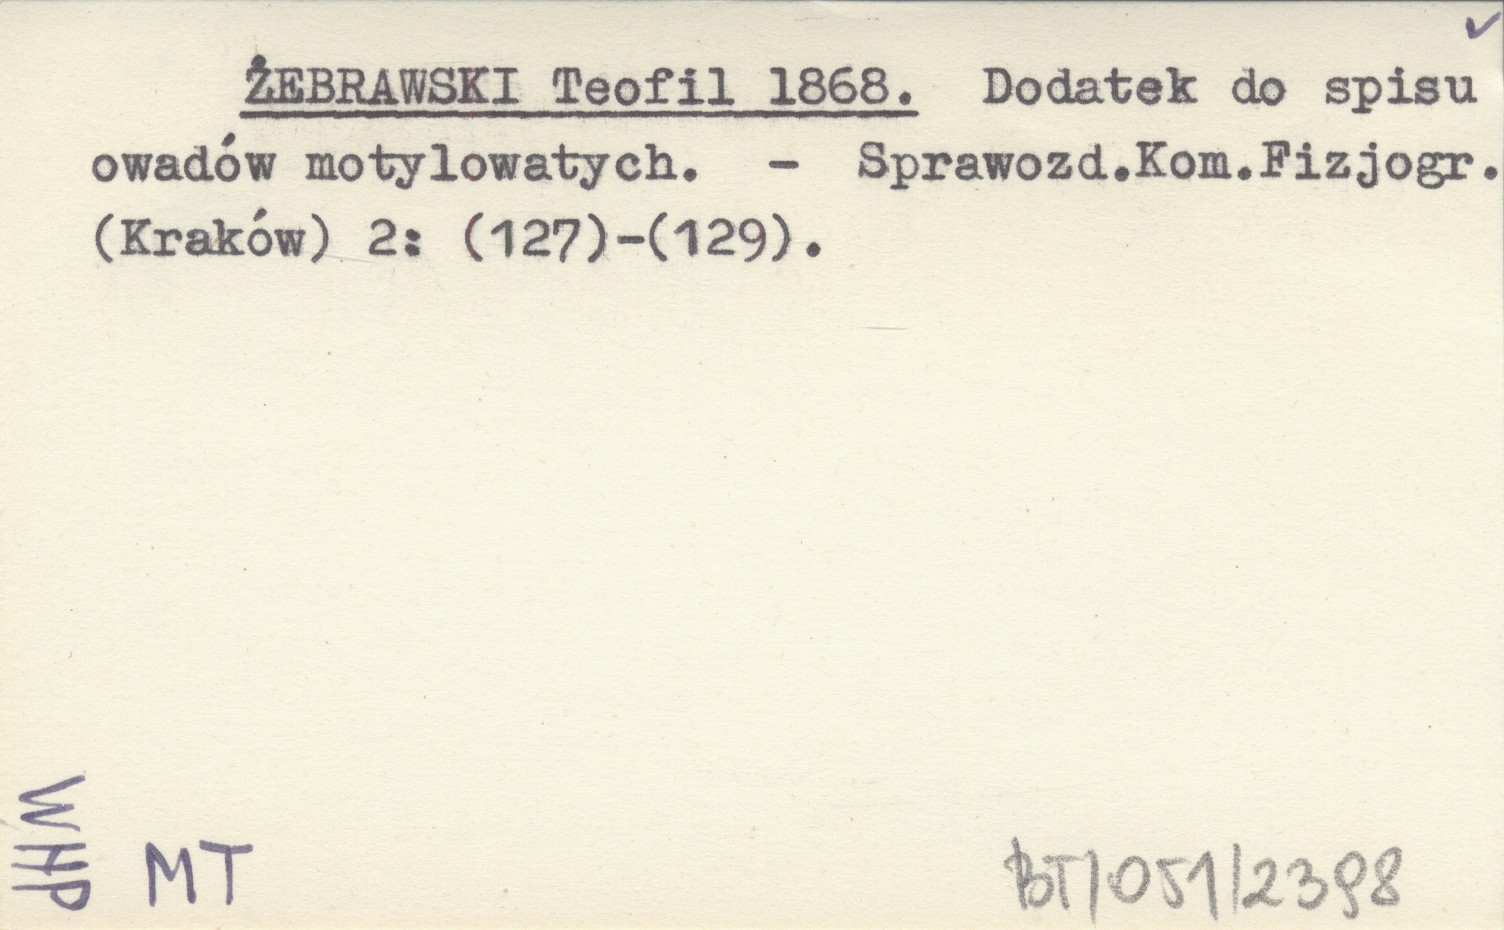 ŻEBRAWSKI Teofil 1868. Dodatek do spisu
owadów motylowatych. - Sprawozd.Kom.Fizjogr.
(Kraków) 2: (127)-(129).
WHP
MT
BT/051/2398